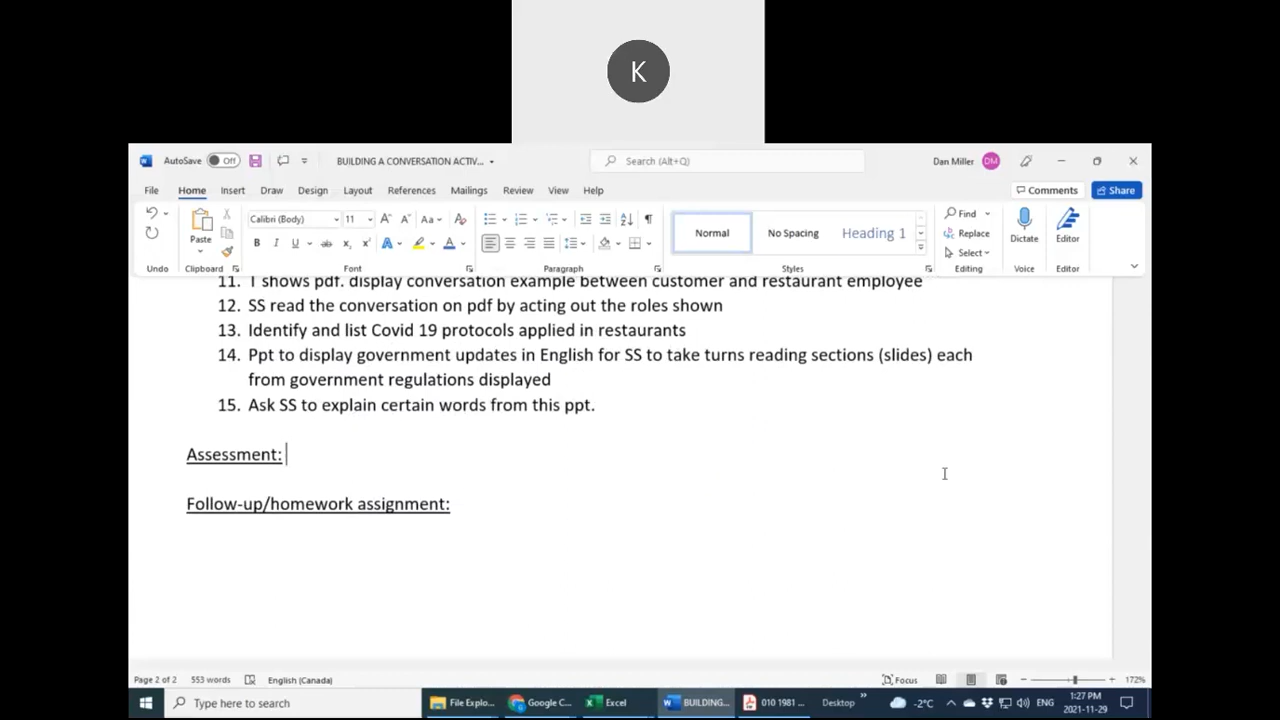 K
AutoSave Off BUILDING A CONVERSATION ACTIV... Search (Alt+Q) Dan Miller DM
File Home Insert Draw Design Layout References Mailings Review View Help Comments Share
Calibri (Body) 11 Aa
Paste
B I U ab x₂ x² A A
Normal No Spacing Heading 1
Find
Replace
Select
Dictate Editor
Undo Clipboard Font Paragraph Styles Editing Voice Editor
11. T shows pdf. display conversation example between customer and restaurant employee
12. SS read the conversation on pdf by acting out the roles shown
13. Identify and list Covid 19 protocols applied in restaurants
14. Ppt to display government updates in English for SS to take turns reading sections (slides) each
from government regulations displayed
15. Ask SS to explain certain words from this ppt.
Assessment:
Follow-up/homework assignment:
Page 2 of 2 553 words English (Canada) Focus 172%
Type here to search File Explo... Google C... Excel BUILDING... 010 1981 ... Desktop -2°C ENG 1:27 PM
2021-11-29